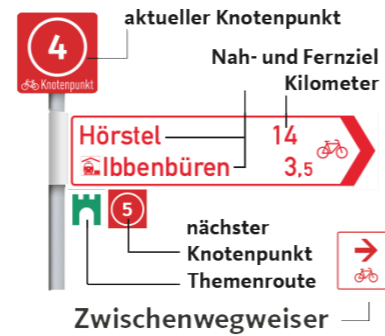 aktueller Knotenpunkt
4
Knotenpunkt
Nah- und Fernziel
Kilometer
Hörstel 14
Ibbenbüren 3,5
5
nächster
Knotenpunkt
Themenroute
Zwischenwegweiser